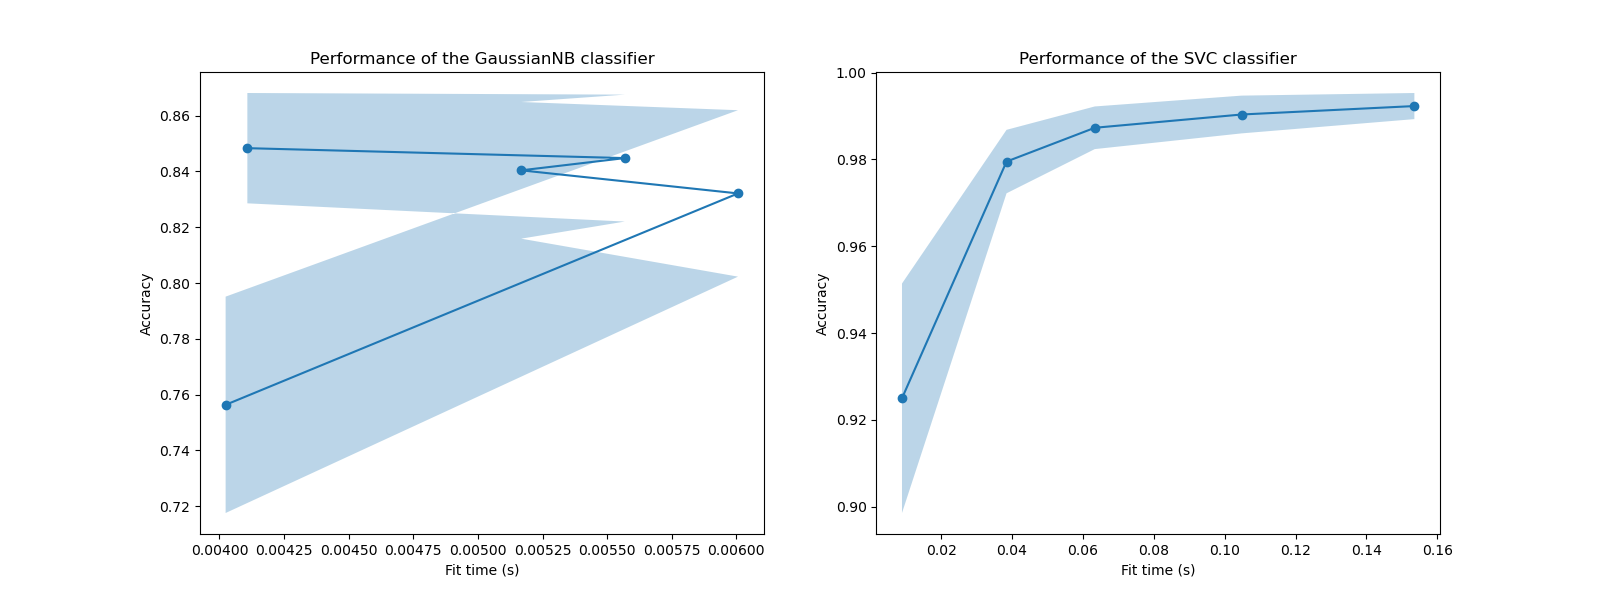 Performance of the GaussianNB classifier
0.86
0.84
0.82
0.80
0.78
0.76
0.74
0.72
Accuracy
0.00400 0.00425 0.00450 0.00475 0.00500 0.00525 0.00550 0.00575 0.00600
Fit time (s)
Performance of the SVC classifier
1.00
0.98
0.96
0.94
0.92
0.90
Accuracy
0.02 0.04 0.06 0.08 0.10 0.12 0.14 0.16
Fit time (s)